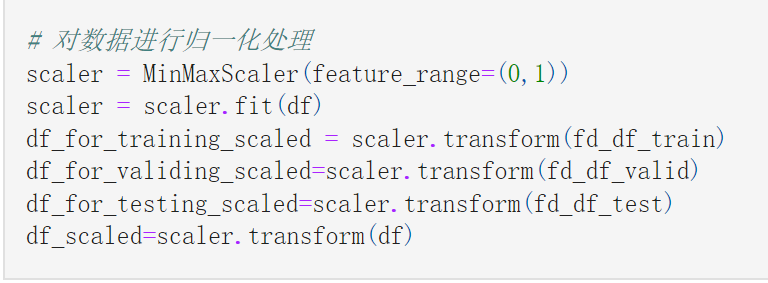 # 对数据进行归一化处理
scaler = MinMaxScaler(feature_range=(0,1))
scaler = scaler.fit(df)
df_for_training_scaled = scaler.transform(fd_df_train)
df_for_validing_scaled=scaler.transform(fd_df_valid)
df_for_testing_scaled=scaler.transform(fd_df_test)
df_scaled=scaler.transform(df)